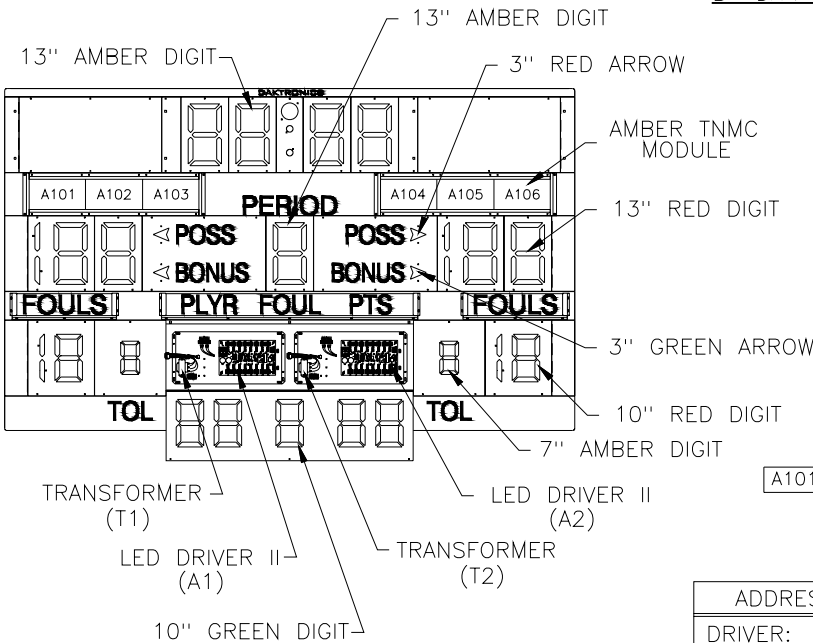 13" AMBER DIGIT
13" AMBER DIGIT
3" RED ARROW
DAKTRONICS
AMBER TNMC
MODULE
A101 A102 A103
A104 A105 A106
PERIOD
13" RED DIGIT
POSS POSS
BONUS BONUS
FOULS PLYR FOUL PTS FOULS
3" GREEN ARROW
TOL TOL
10" RED DIGIT
7" AMBER DIGIT
A101
TRANSFORMER
(T1)
LED DRIVER II
(A2)
LED DRIVER II
(A1)
TRANSFORMER
(T2)
10" GREEN DIGIT
ADDRES
DRIVER: